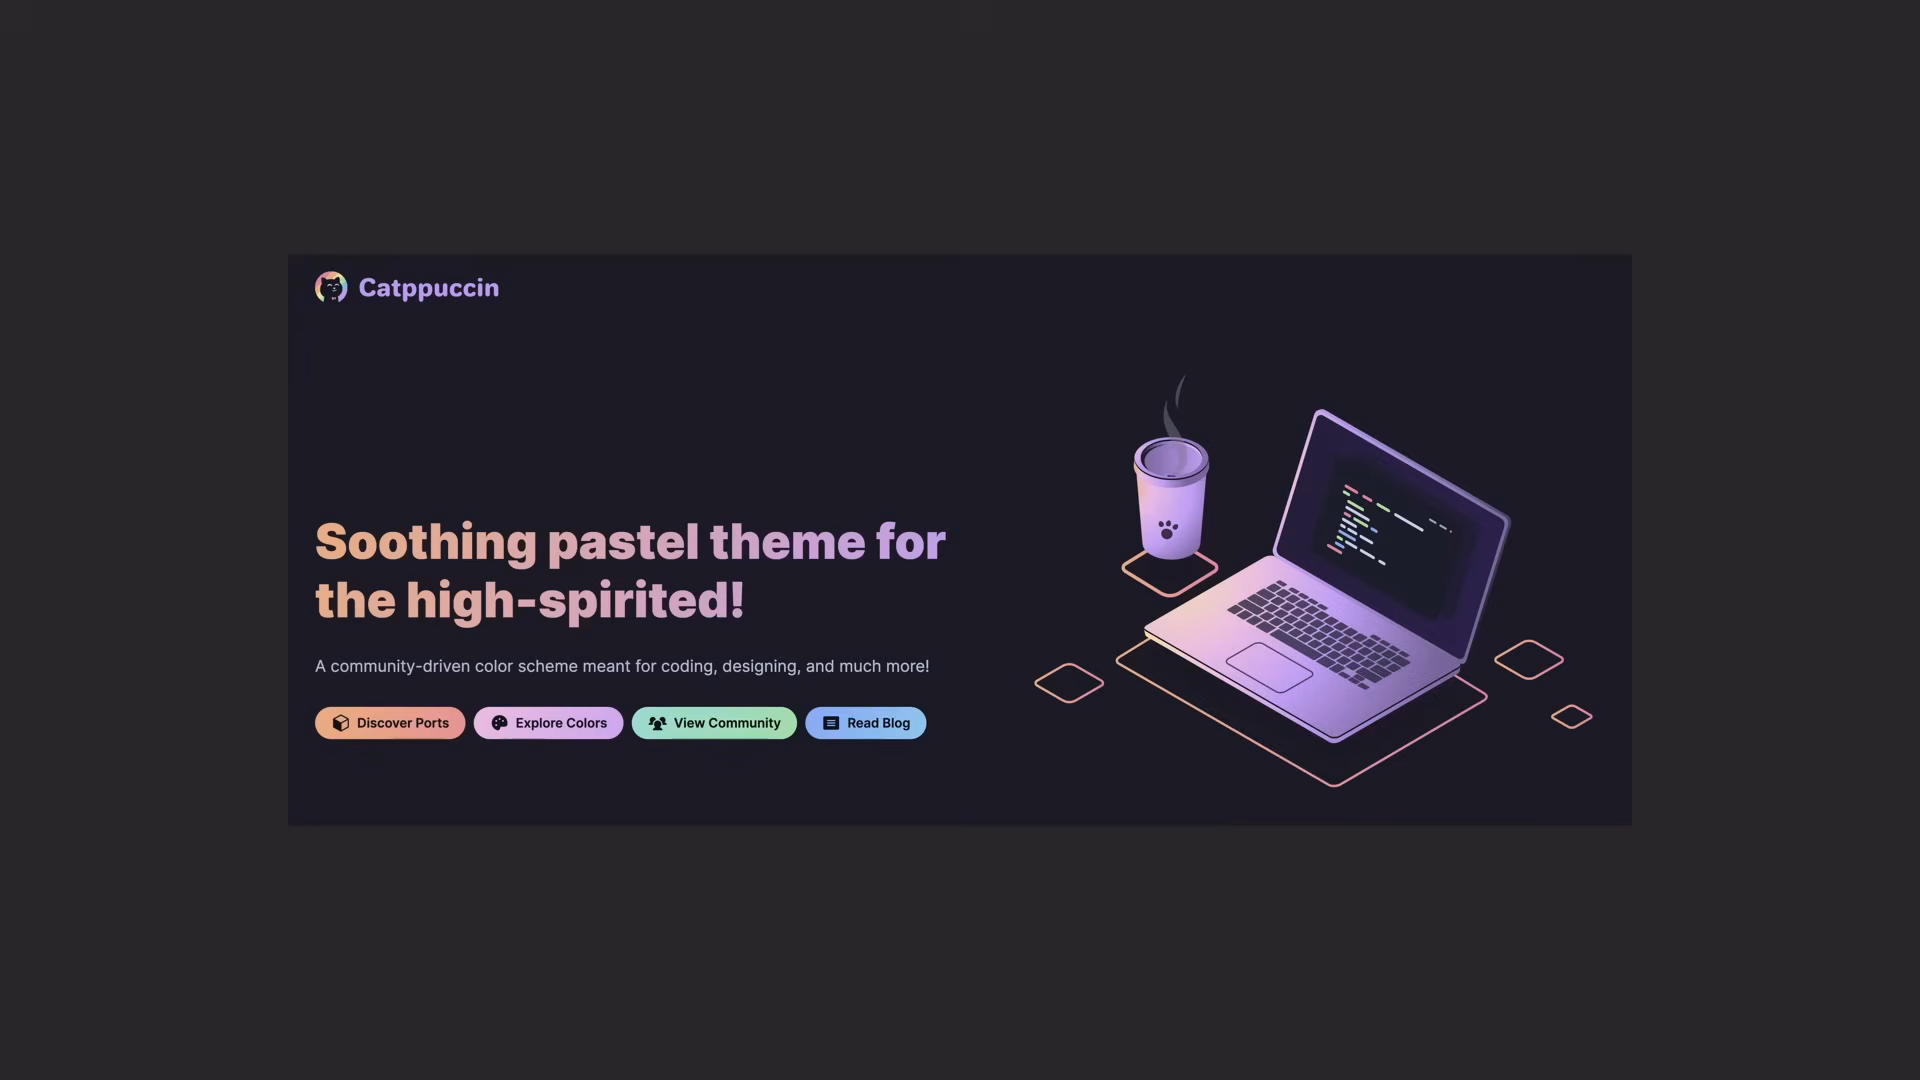 Catppuccin
Soothing pastel theme for
the high-spirited!
A community-driven color scheme meant for coding, designing, and much more!
Discover Ports
Explore Colors
View Community
Read Blog